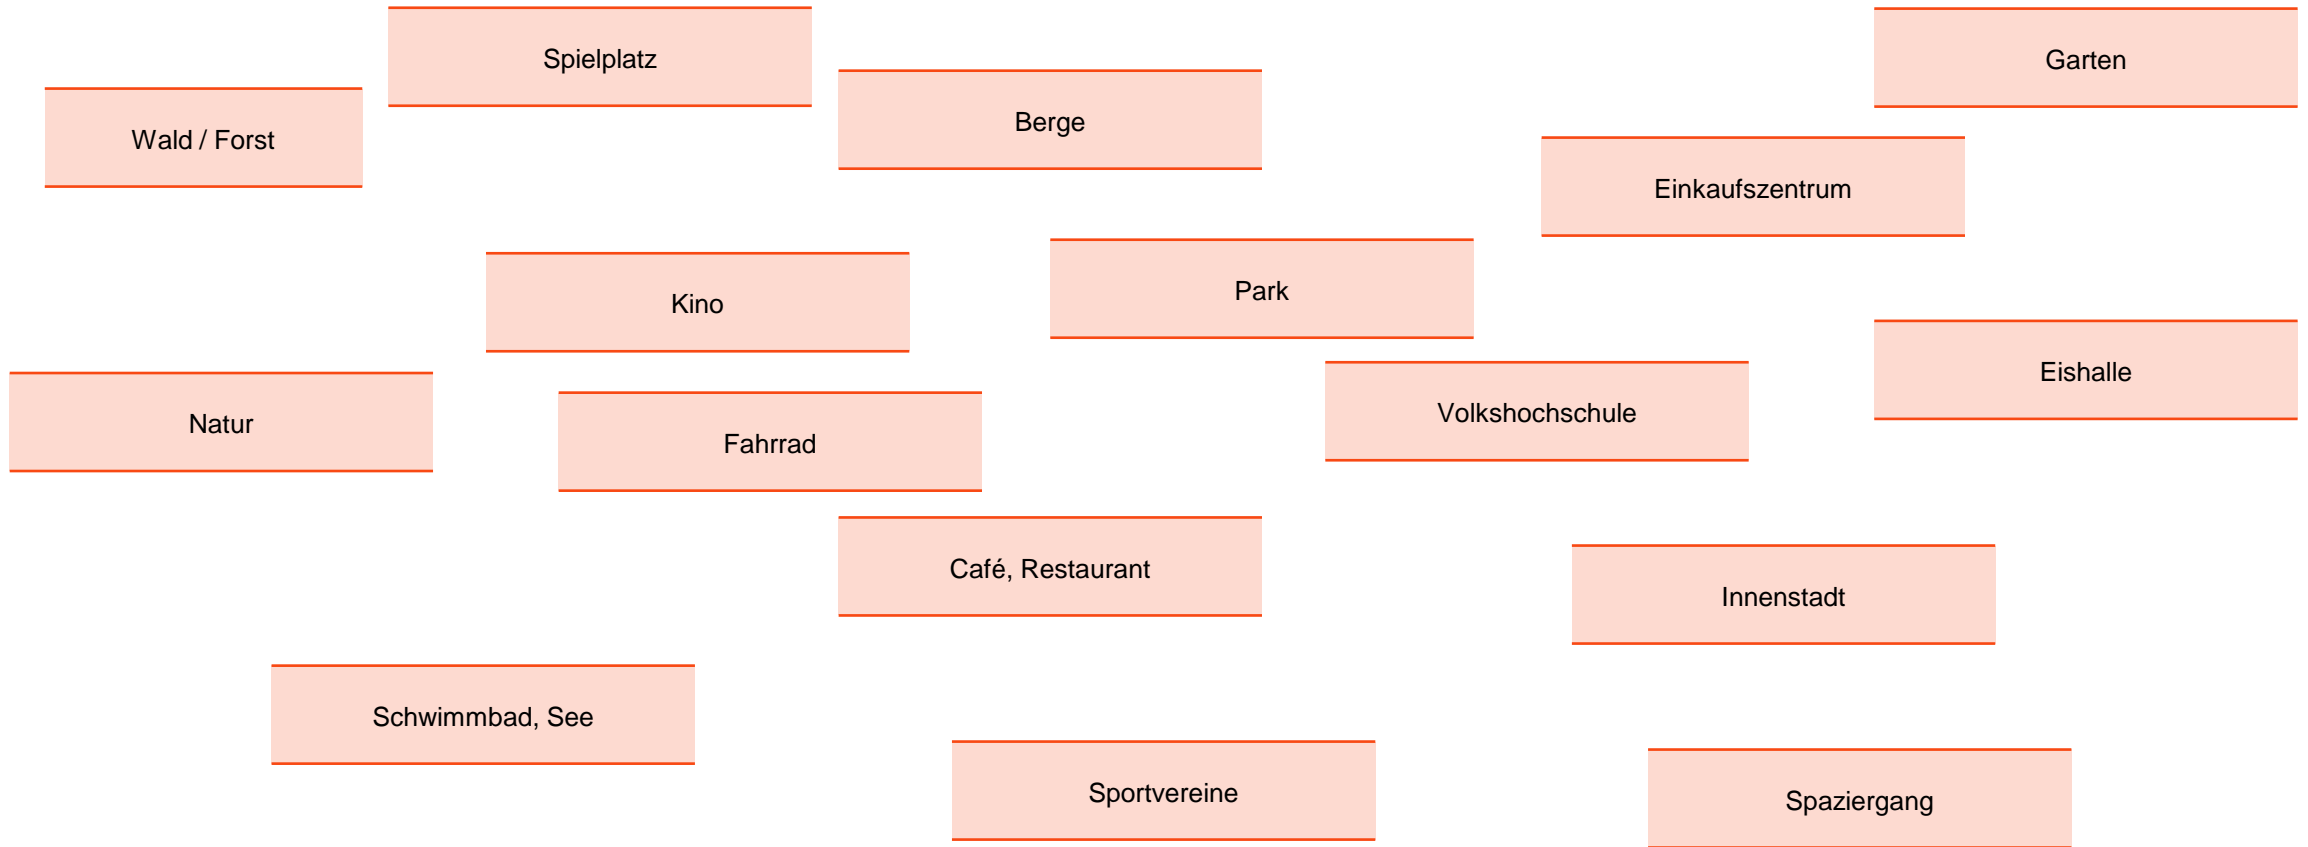 Spielplatz
Garten
Berge
Wald / Forst
Einkaufszentrum
Park
Kino
Eishalle
Volkshochschule
Natur
Fahrrad
Café, Restaurant
Innenstadt
Schwimmbad, See
Sportvereine
Spaziergang